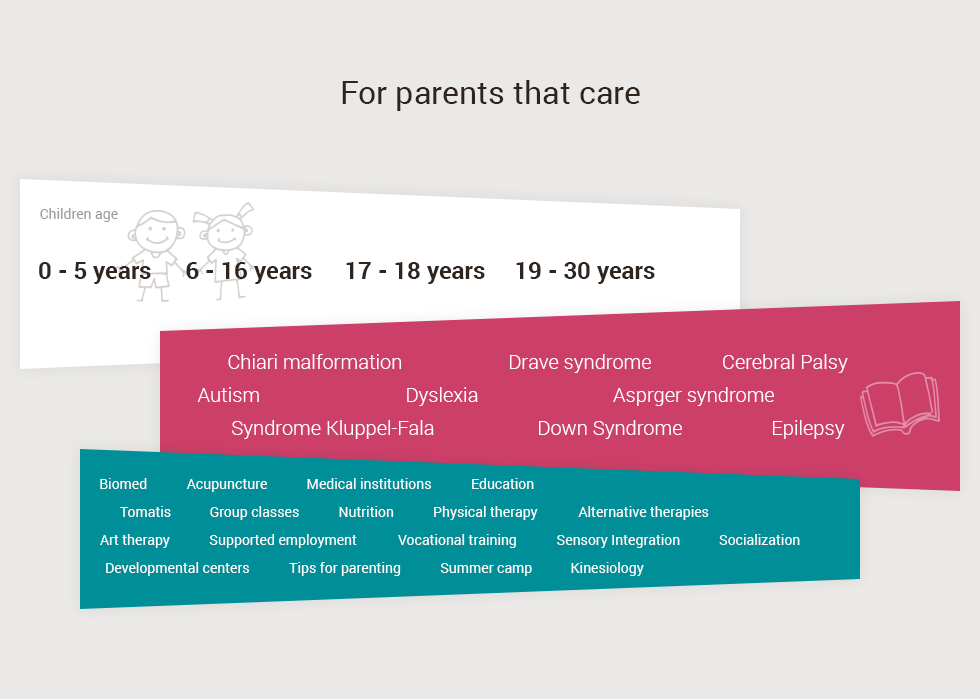 For parents that care
Children age
0 - 5 years 6 - 16 years 17 - 18 years 19 - 30 years
Chiari malformation Drave syndrome Cerebral Palsy
Autism Dyslexia Asprger syndrome
Syndrome Kluppel-Fala Down Syndrome Epilepsy
Biomed Acupuncture Medical institutions Education
Tomatis Group classes Nutrition Physical therapy Alternative therapies
Art therapy Supported employment Vocational training Sensory Integration Socialization
Developmental centers Tips for parenting Summer camp Kinesiology